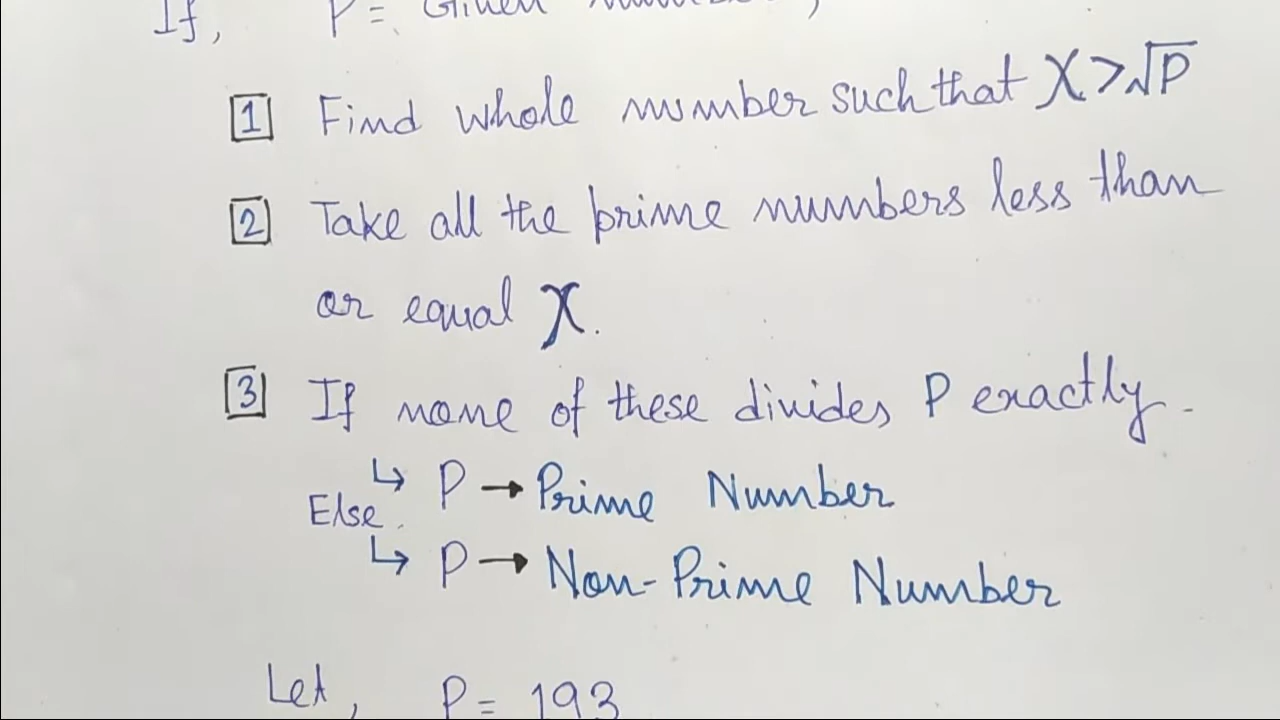 If, P = Given
1 Find whole number such that X>√P
2 Take all the prime numbers less than
or equal X.
3 If none of these divides P exactly.
↳ P → Prime Number
Else.
↳ P → Non-Prime Number
Let, P = 193